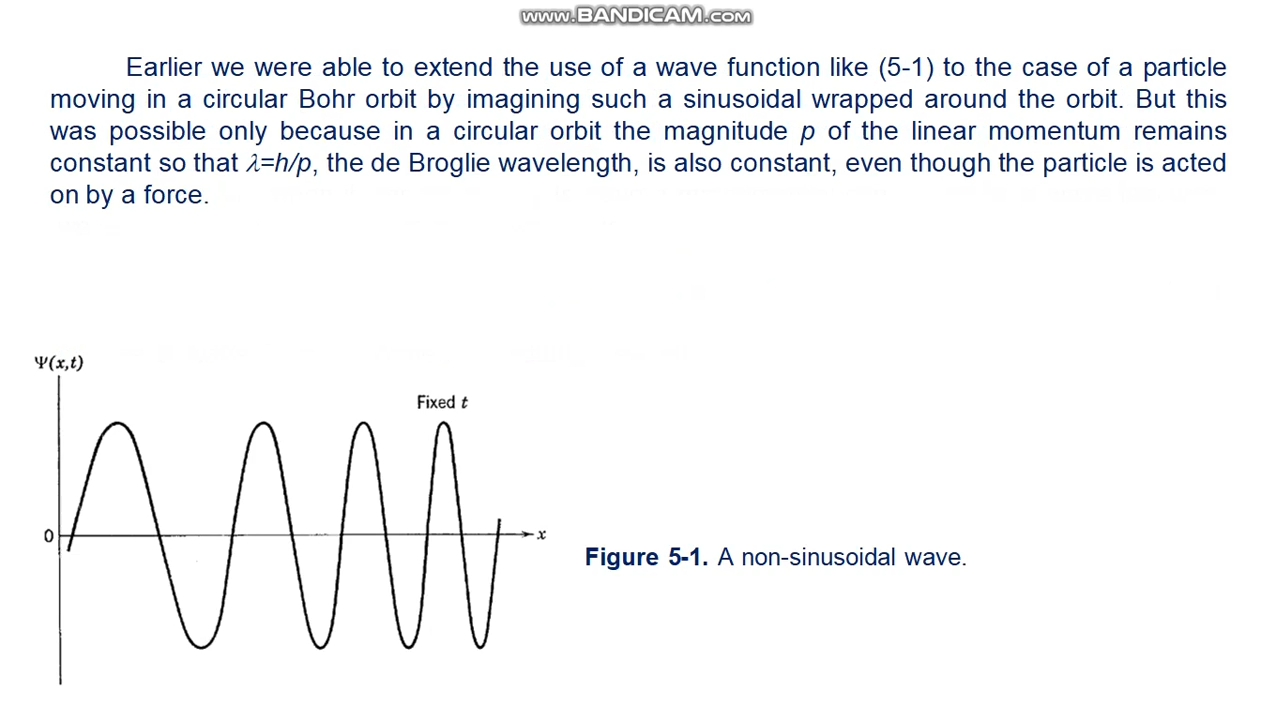 www.BANDICAM.com
Earlier we were able to extend the use of a wave function like (5-1) to the case of a particle
moving in a circular Bohr orbit by imagining such a sinusoidal wrapped around the orbit. But this
was possible only because in a circular orbit the magnitude p of the linear momentum remains
constant so that λ=h/p, the de Broglie wavelength, is also constant, even though the particle is acted
on by a force.
Ψ(x,t)
Fixed t
0
x
Figure 5-1. A non-sinusoidal wave.